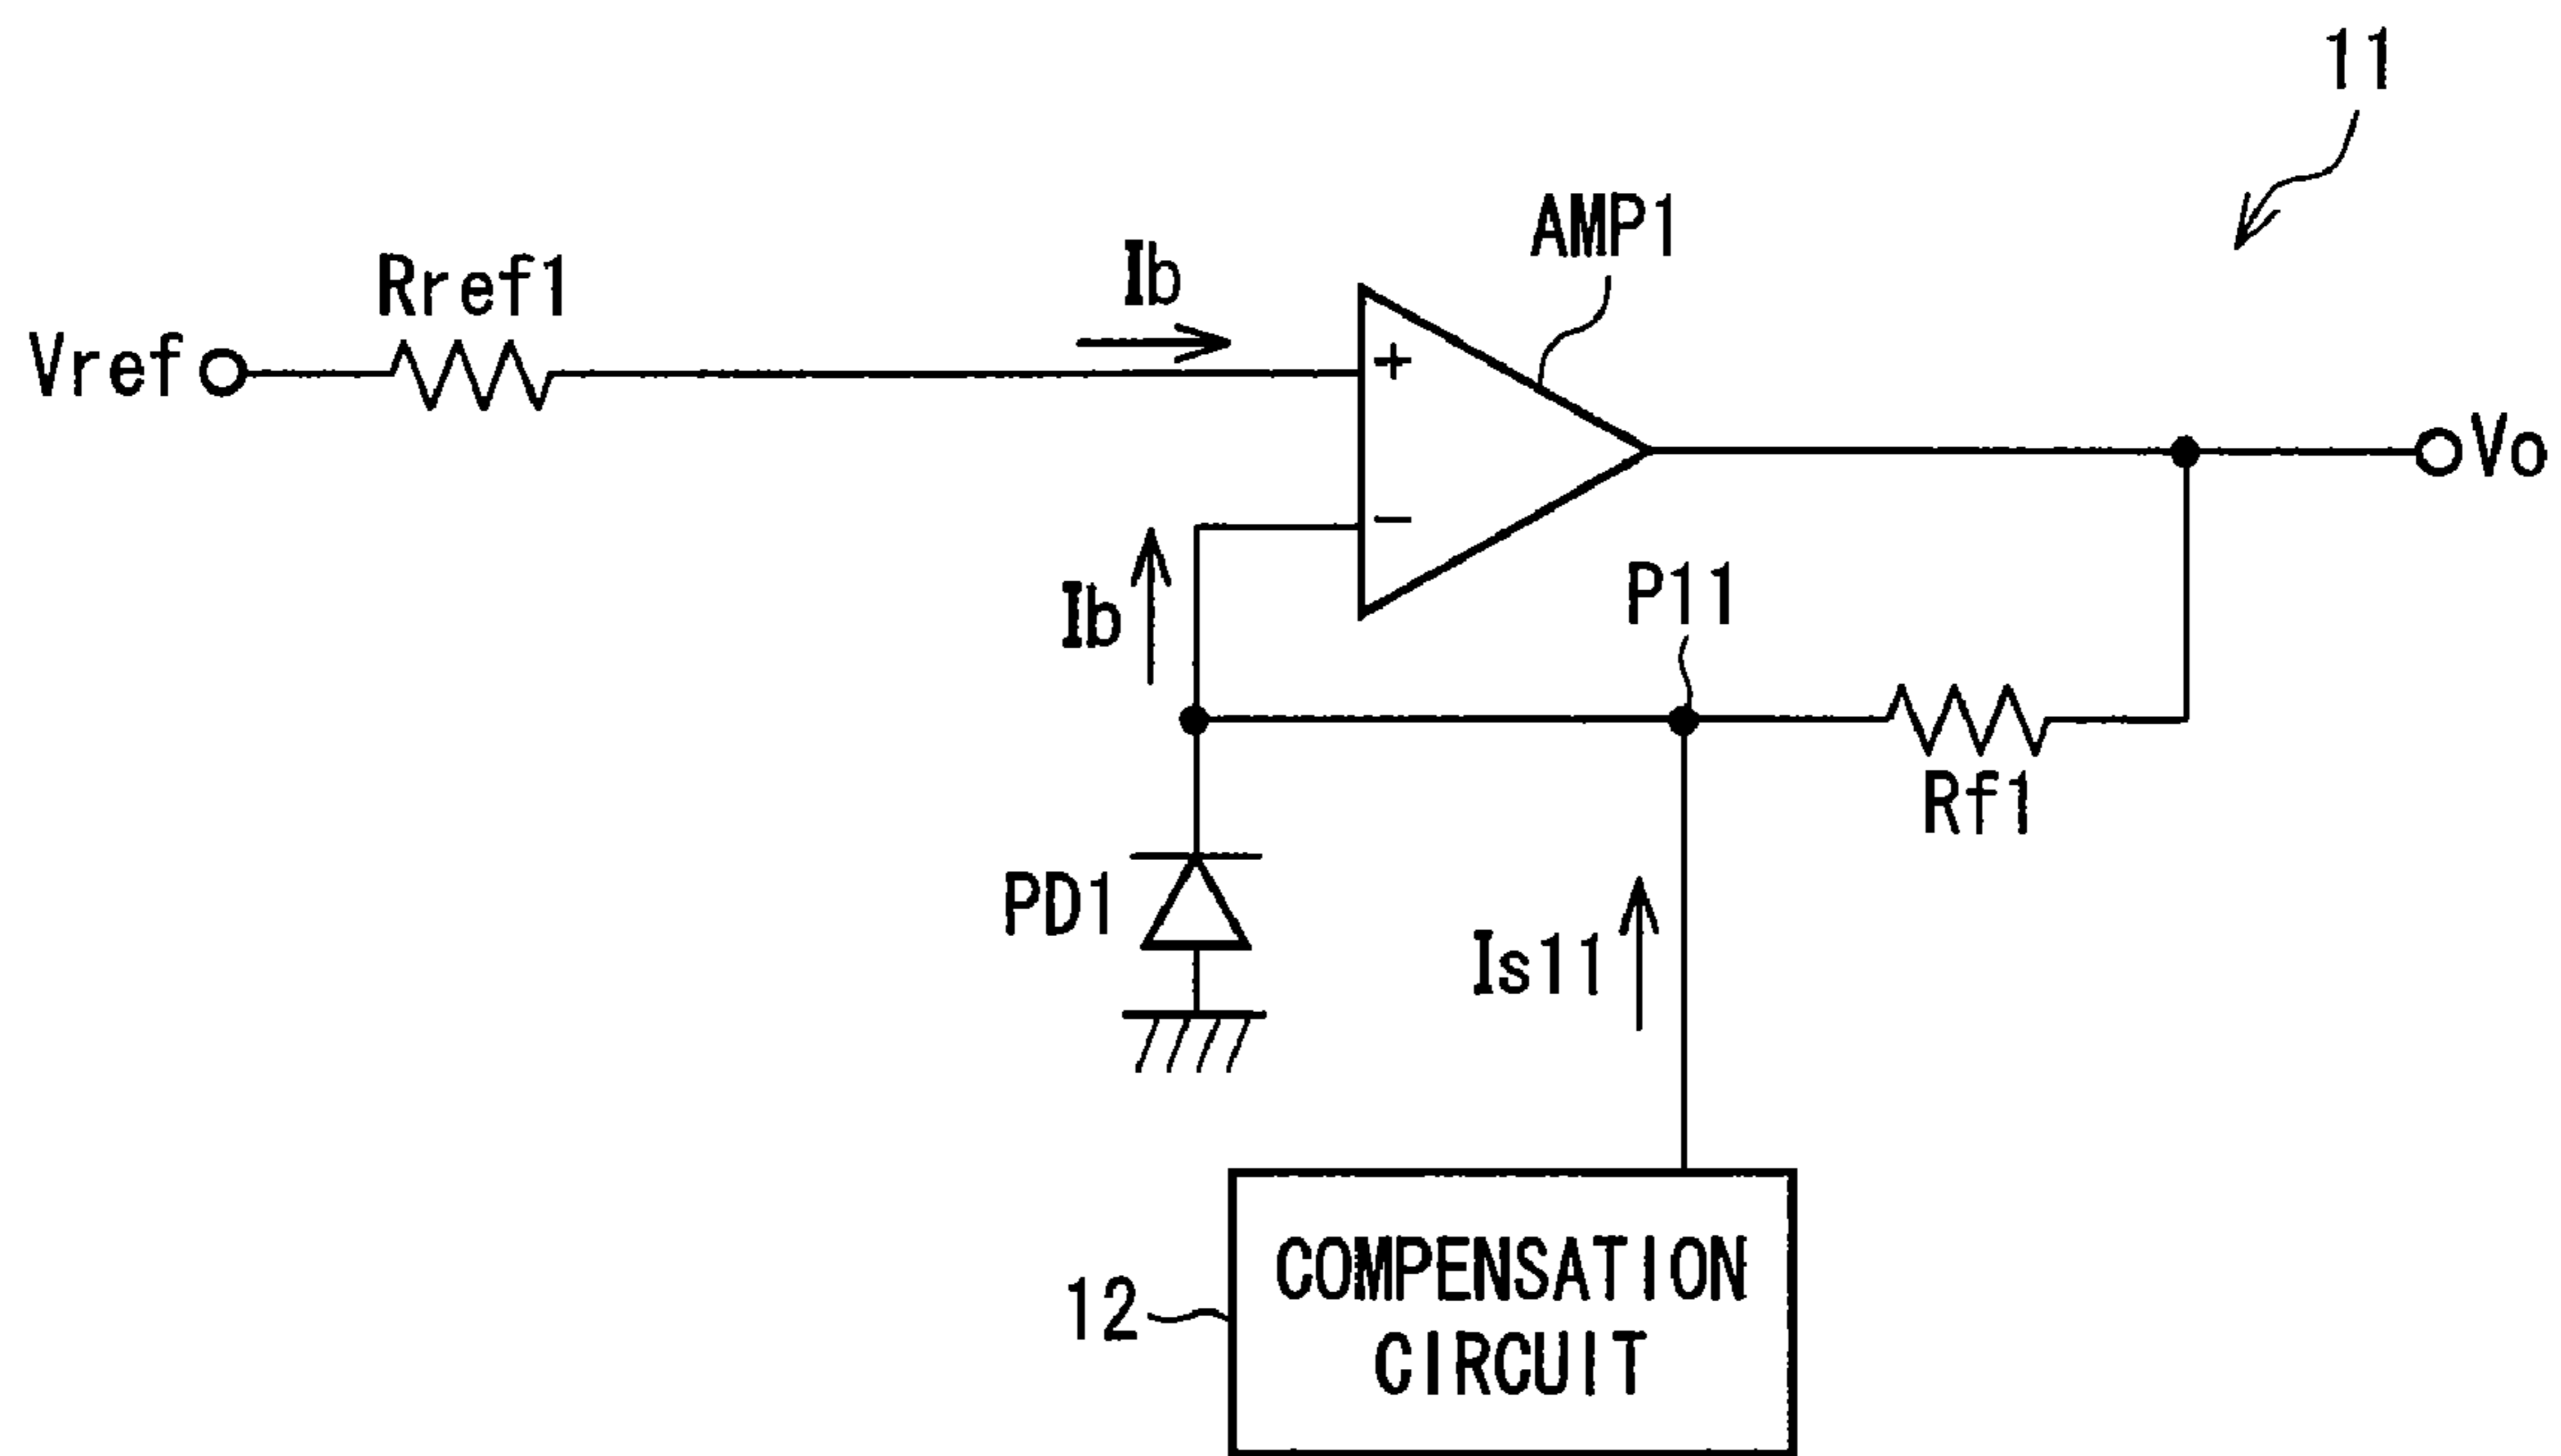 11
AMP1
Ib
Rref1
Vref
+
Vo
−
P11
Ib
Rf1
PD1
Is11
12
COMPENSATION
CIRCUIT